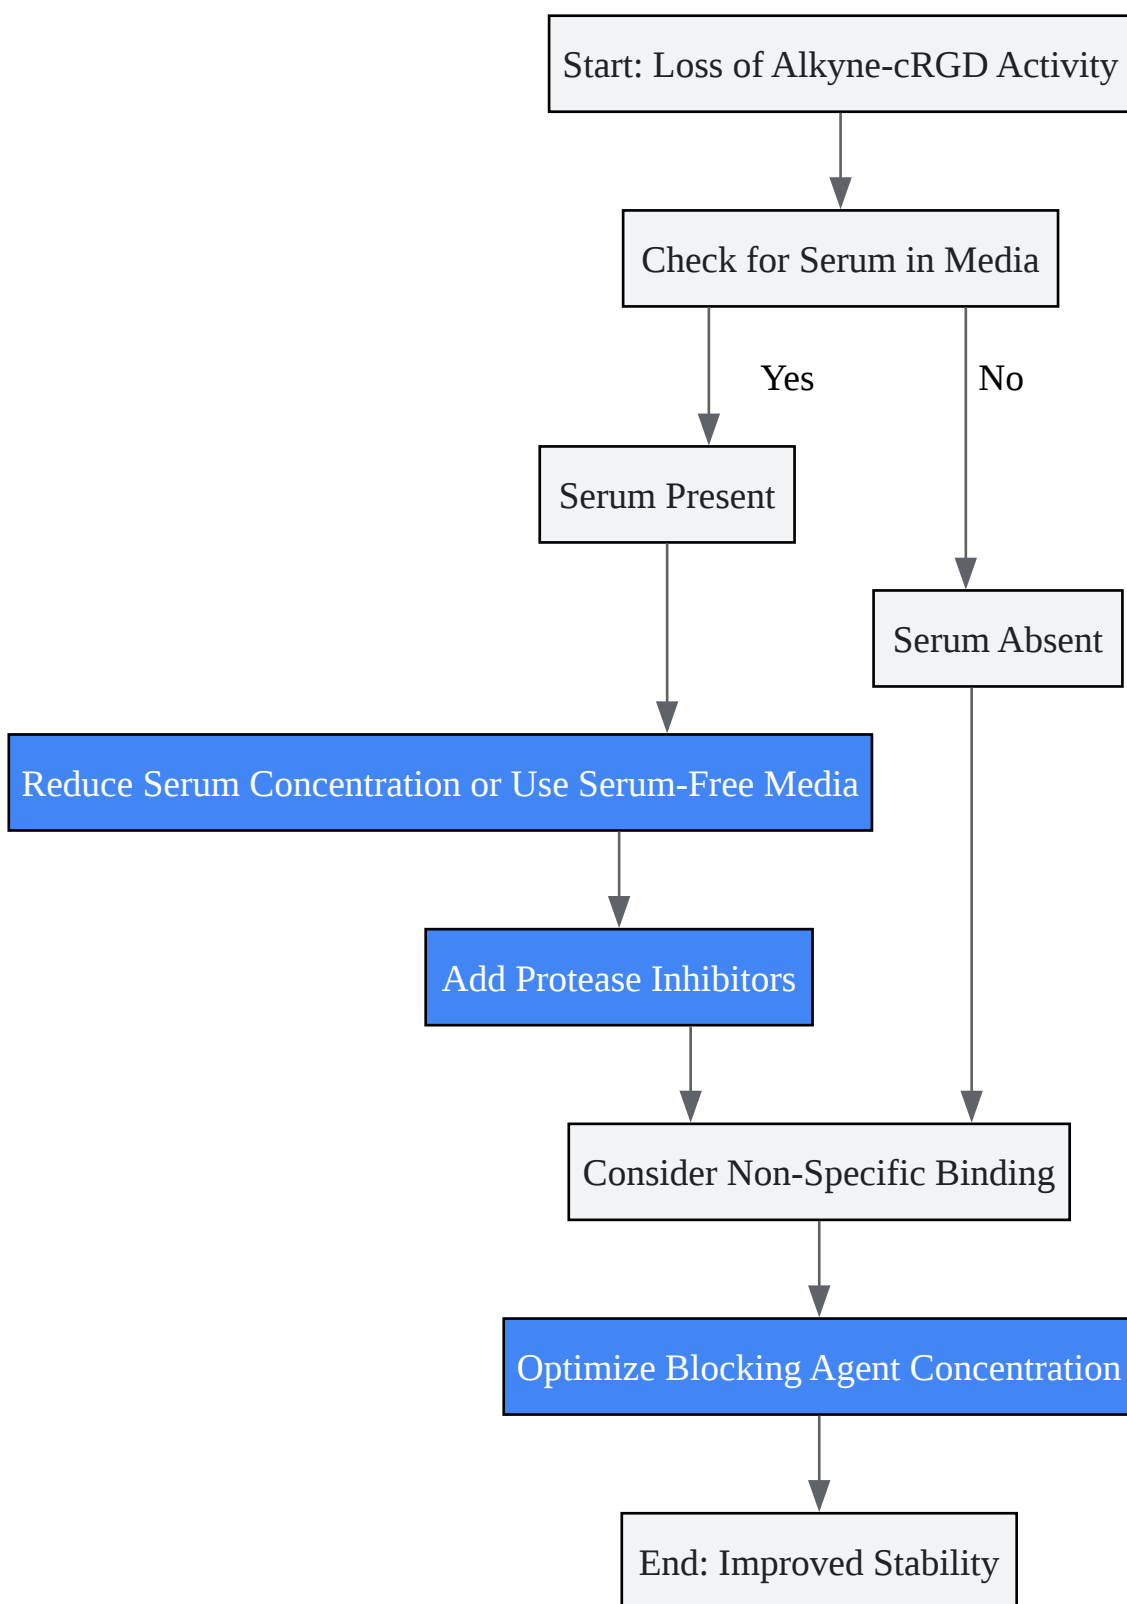 Start: Loss of Alkyne-cRGD Activity
Check for Serum in Media
Yes
No
Serum Present
Serum Absent
Reduce Serum Concentration or Use Serum-Free Media
Add Protease Inhibitors
Consider Non-Specific Binding
Optimize Blocking Agent Concentration
End: Improved Stability